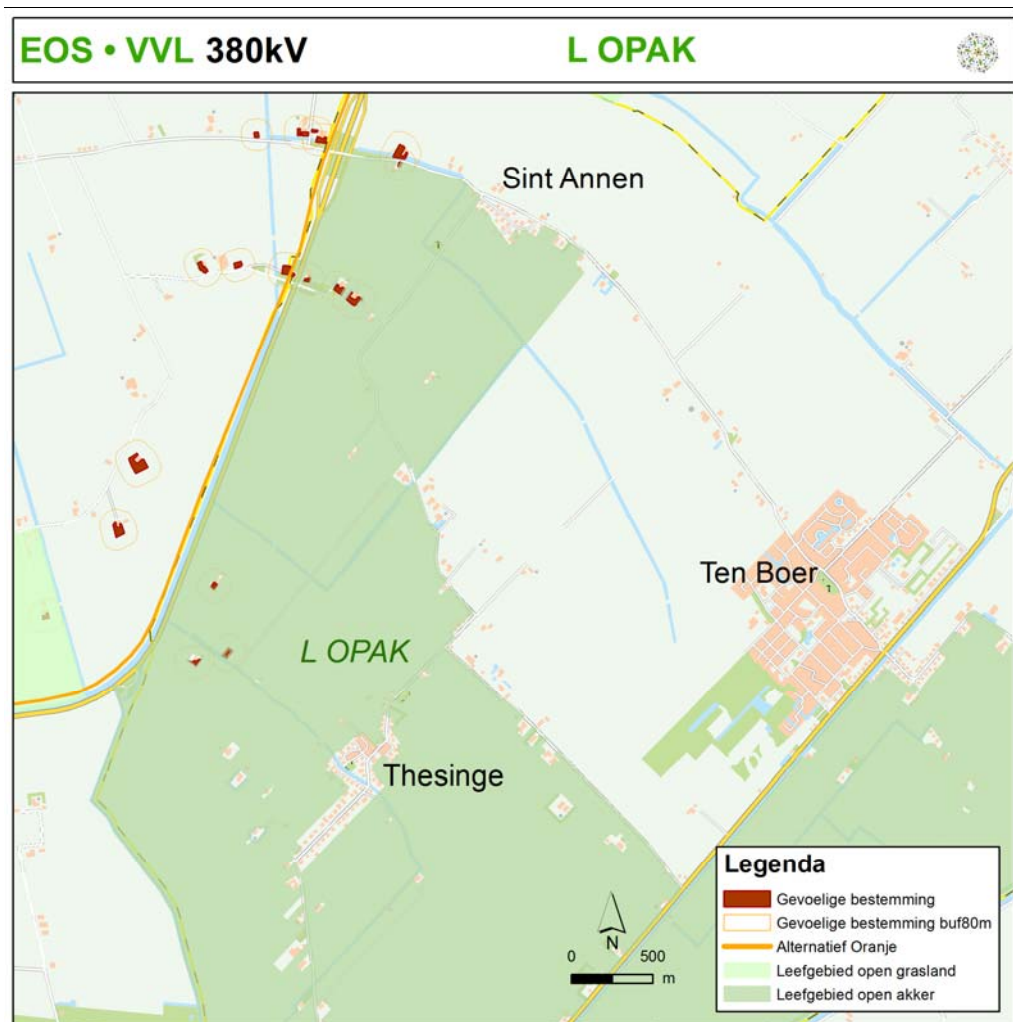 EOS • VVL 380kV
L OPAK
Sint Annen
Ten Boer
L OPAK
Thesinge
0 500
m
N
Legenda
Gevoelige bestemming
Gevoelige bestemming buf80m
Alternatief Oranje
Leefgebied open grasland
Leefgebied open akker